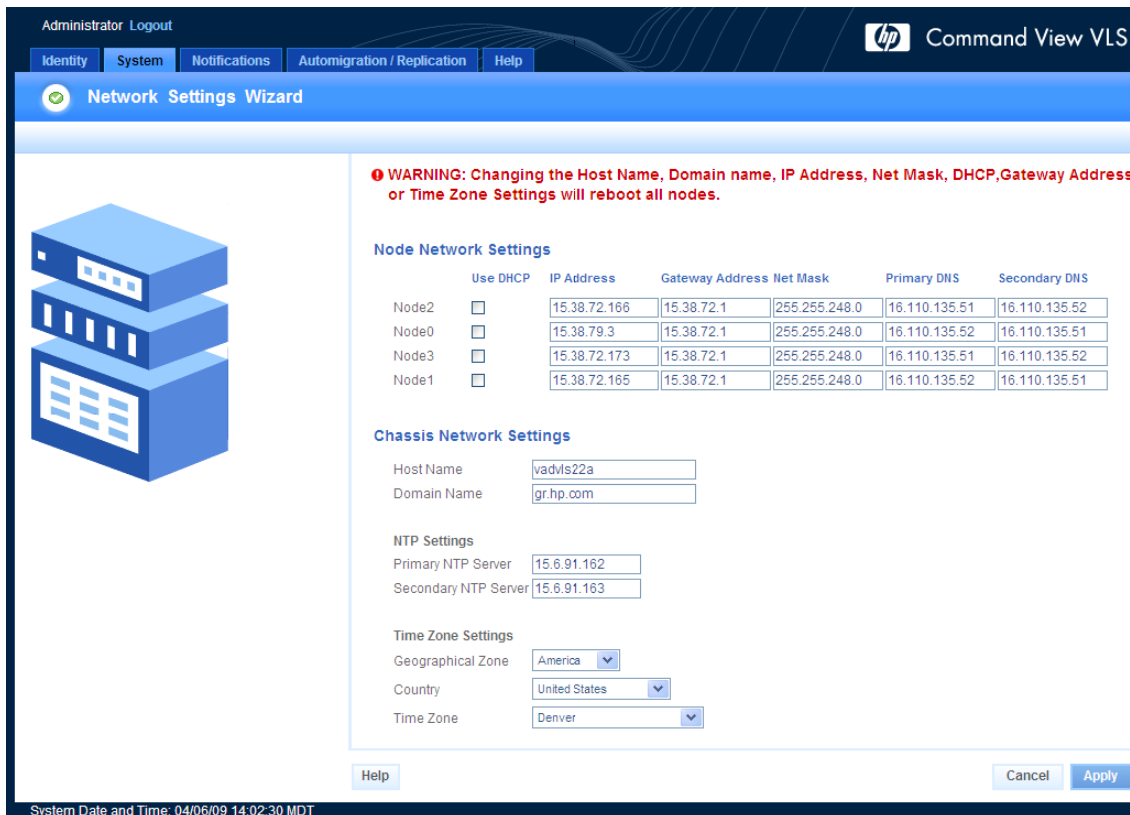 Administrator Logout
hp Command View VLS
Identity System Notifications Automigration / Replication Help
Network Settings Wizard
WARNING: Changing the Host Name, Domain name, IP Address, Net Mask, DHCP,Gateway Address
or Time Zone Settings will reboot all nodes.
Node Network Settings
Use DHCP IP Address Gateway Address Net Mask Primary DNS Secondary DNS
Node2 15.38.72.166 15.38.72.1 255.255.248.0 16.110.135.51 16.110.135.52
Node0 15.38.79.3 15.38.72.1 255.255.248.0 16.110.135.52 16.110.135.51
Node3 15.38.72.173 15.38.72.1 255.255.248.0 16.110.135.51 16.110.135.52
Node1 15.38.72.165 15.38.72.1 255.255.248.0 16.110.135.52 16.110.135.51
Chassis Network Settings
Host Name vadvls22a
Domain Name gr.hp.com
NTP Settings
Primary NTP Server 15.6.91.162
Secondary NTP Server 15.6.91.163
Time Zone Settings
Geographical Zone America
Country United States
Time Zone Denver
Help Cancel Apply
System Date and Time: 04/06/09 14:02:30 MDT